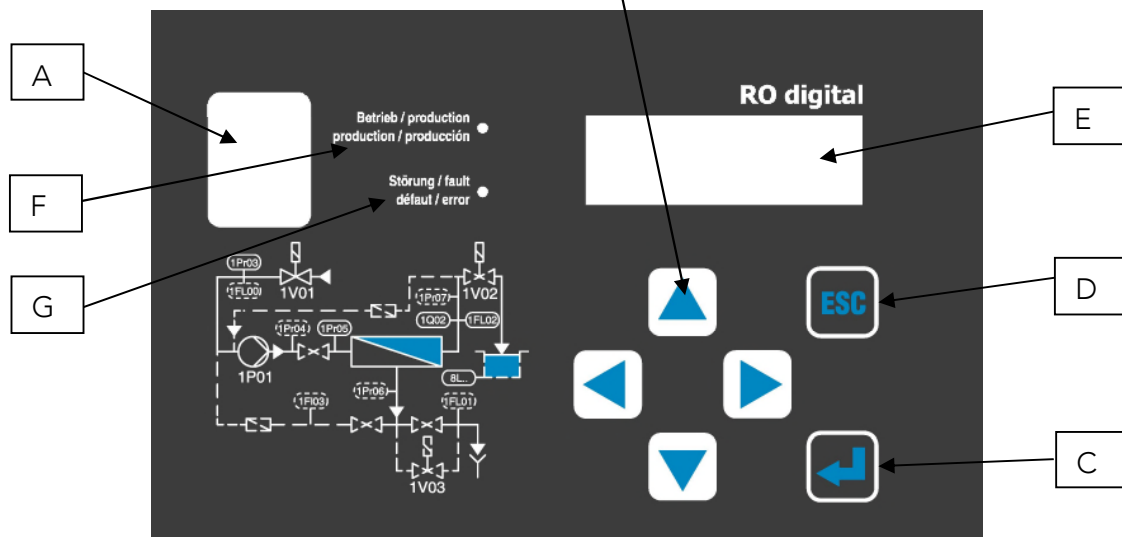 A
RO digital
Betrieb / production
production / producción
E
F
Störung / fault
défaut / error
G
1Pr03
1FL00
1V01
1Pr07
1V02
ESC
D
1Q02
1FL02
1Pr04
1Pr05
1P01
8L..
1Pr06
1Fl03
1FL01
1V03
C